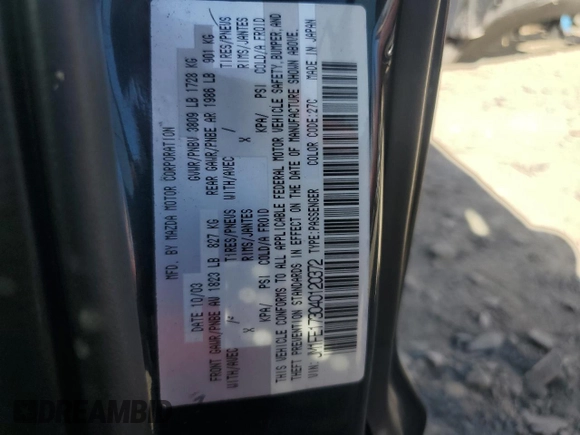 MFD. BY MAZDA MOTOR CORPORATION
DATE 10/03 GVWR/PNBV 3809 LB 1728 KG
FRONT GAWR/PNBE AV 1823 LB 827 KG REAR GAWR/PNBE AR 1986 LB 901 KG
WITH/AVEC TIRES/PNEUS WITH/AVEC TIRES/PNEUS
/ RIMS/JANTES / RIMS/JANTES
KPA/ PSI COLD/A FROID KPA/ PSI COLD/A FROID
THIS VEHICLE CONFORMS TO ALL APPLICABLE FEDERAL MOTOR VEHICLE SAFETY,BUMPER,AND
THEFT PREVENTION STANDARDS IN EFFECT ON THE DATE OF MANUFACTURE SHOWN ABOVE.
VIN: JM1FE173040120372 TYPE:PASSENGER COLOR CODE:27C MADE IN JAPAN
DREAMBID